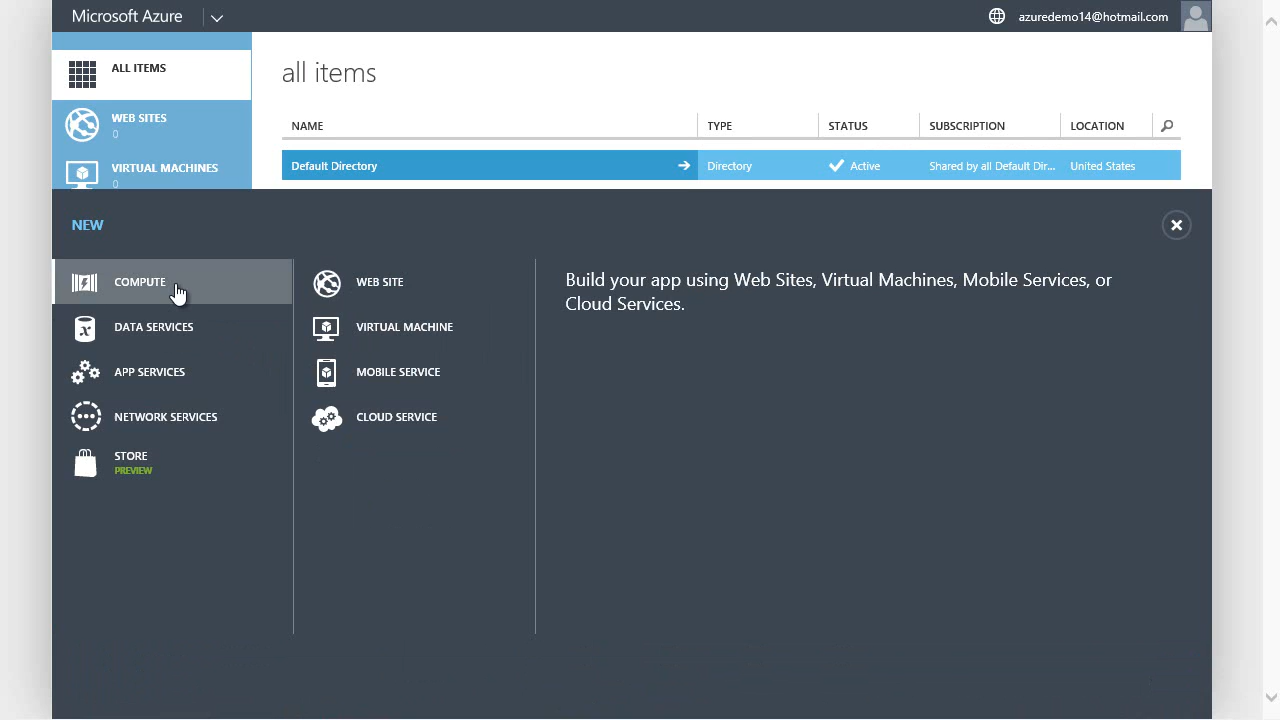 Microsoft Azure
azuredemo14@hotmail.com
ALL ITEMS
WEB SITES
0
VIRTUAL MACHINES
0
all items
NAME TYPE STATUS SUBSCRIPTION LOCATION
Default Directory Directory Active Shared by all Default Dir... United States
NEW
COMPUTE
DATA SERVICES
APP SERVICES
NETWORK SERVICES
STORE
PREVIEW
WEB SITE
VIRTUAL MACHINE
MOBILE SERVICE
CLOUD SERVICE
Build your app using Web Sites, Virtual Machines, Mobile Services, or
Cloud Services.